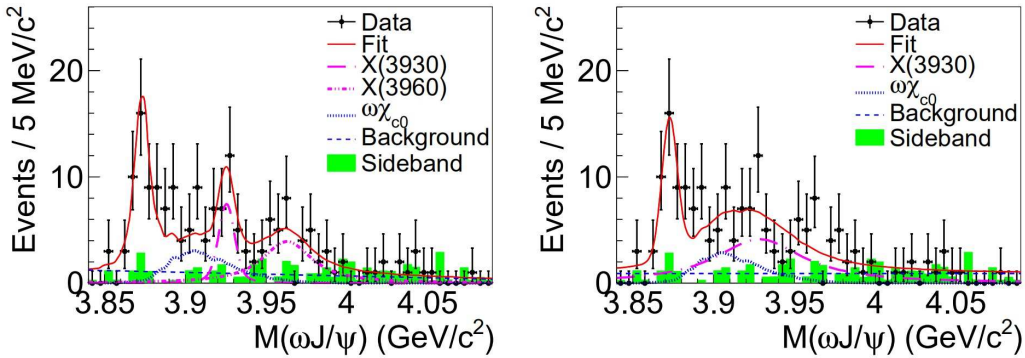 Events / 5 MeV/c²
20
10
0
Data
Fit
X(3930)
X(3960)
ωχc0
Background
Sideband
3.85 3.9 3.95 4 4.05
M(ωJ/ψ) (GeV/c²)
Events / 5 MeV/c²
20
10
0
Data
Fit
X(3930)
ωχc0
Background
Sideband
3.85 3.9 3.95 4 4.05
M(ωJ/ψ) (GeV/c²)